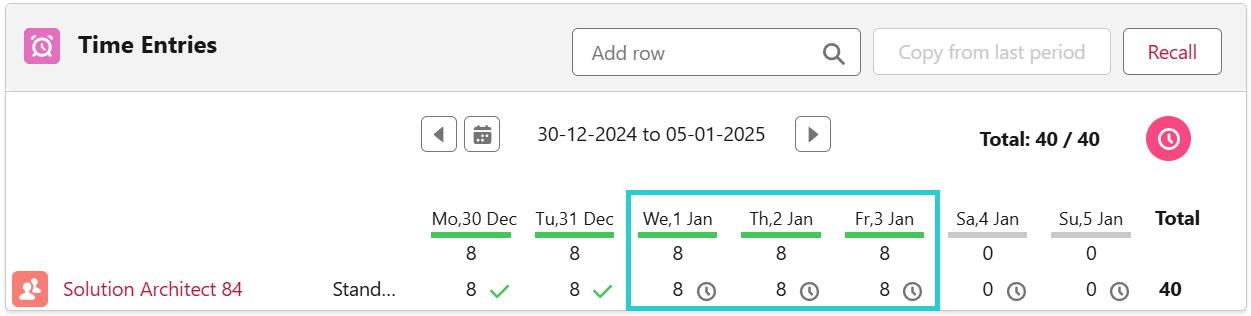 Time Entries
Add row
Copy from last period
Recall
30-12-2024 to 05-01-2025
Total: 40 / 40
Mo,30 Dec Tu,31 Dec We,1 Jan Th,2 Jan Fr,3 Jan Sa,4 Jan Su,5 Jan Total
8 8 8 8 8 0 0
Solution Architect 84 Stand... 8 8 8 8 8 0 0 40